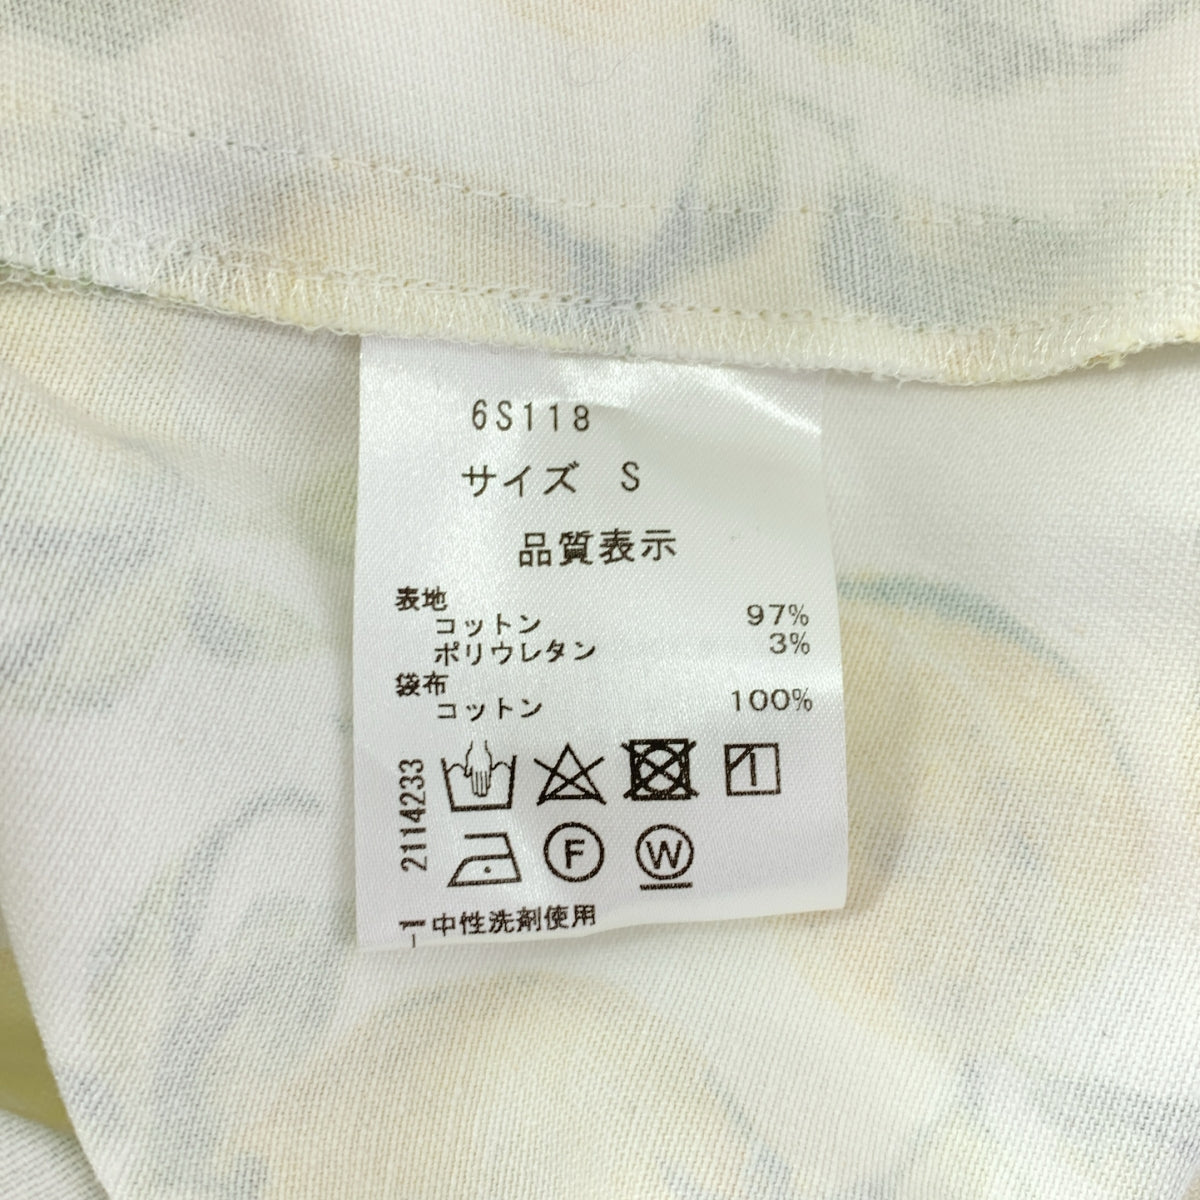 6S118
サイズ S
品質表示
表地
コットン 97%
ポリウレタン 3%
袋布
コットン 100%
2114233
F W
中性洗剤使用